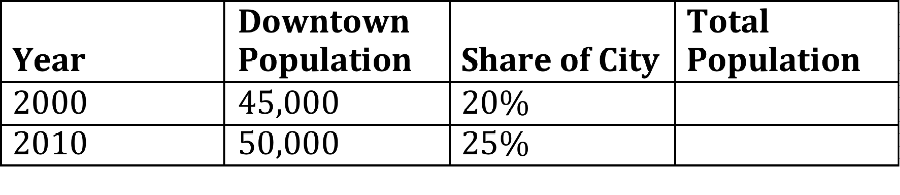 Year Downtown Population Share of City Total Population
2000 45,000 20%
2010 50,000 25%